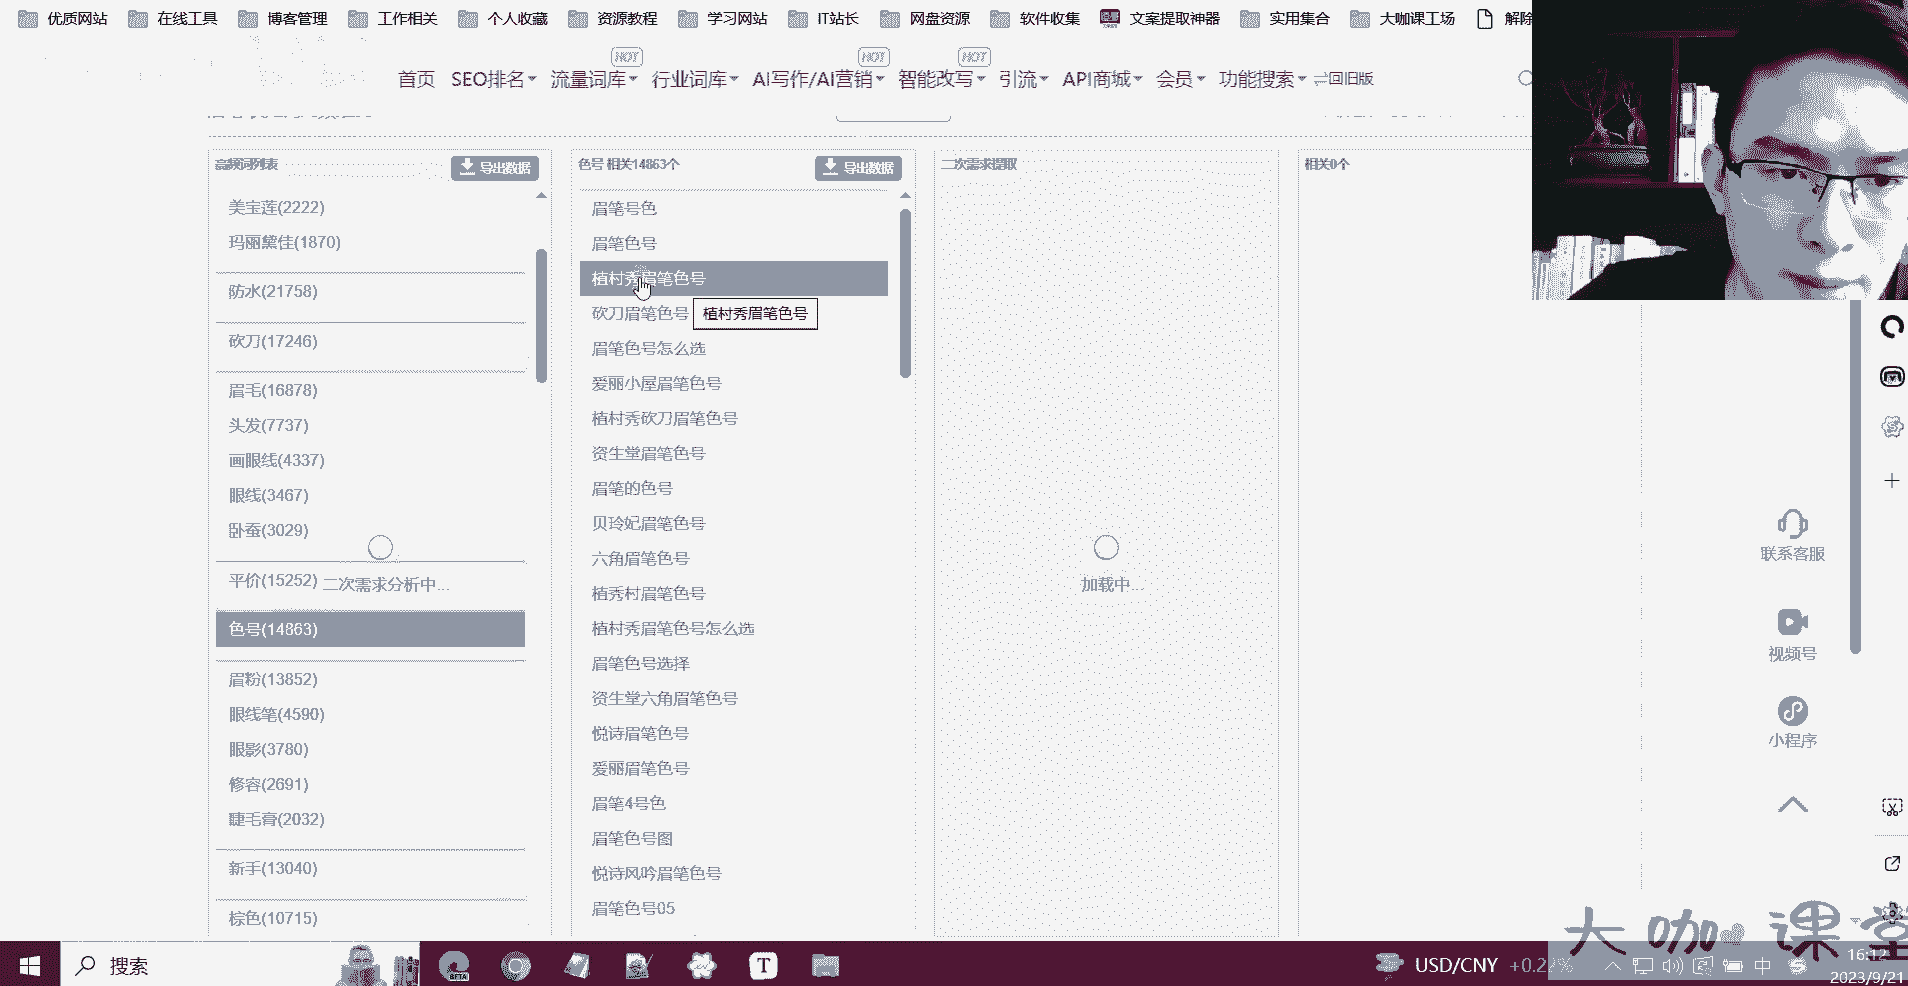 优质网站 在线工具 博客管理 工作相关 个人收藏 资源教程 学习网站 IT站长 网盘资源 软件收集 文案提取神器 实用集合 大咖课工场 解除
HOT HOT HOT
首页 SEO排名 流量词库 行业词库 AI写作/AI营销 智能改写 引流 API商城 会员 功能搜索 回旧版
高频词列表 导出数据
美宝莲(2222)
玛丽黛佳(1870)
防水(21758)
砍刀(17246)
眉毛(16878)
头发(7737)
画眼线(4337)
眼线(3467)
卧蚕(3029)
平价(15252)
二次需求分析中...
色号(14863)
眉粉(13852)
眼线笔(4590)
眼影(3780)
修容(2691)
睫毛膏(2032)
新手(13040)
棕色(10715)
色号 相关14863个 导出数据
眉笔号色
眉笔色号
植村秀眉笔色号
砍刀眉笔色号
植村秀眉笔色号
眉笔色号怎么选
爱丽小屋眉笔色号
植村秀砍刀眉笔色号
资生堂眉笔色号
眉笔的色号
贝玲妃眉笔色号
六角眉笔色号
植秀村眉笔色号
植村秀眉笔色号怎么选
眉笔色号选择
资生堂六角眉笔色号
悦诗眉笔色号
爱丽眉笔色号
眉笔4号色
眉笔色号图
悦诗风吟眉笔色号
眉笔色号05
二次需求提取
加载中...
相关0个
联系客服
视频号
小程序
大咖课堂
搜索
BETA
T
USD/CNY
中
16:12
2023/9/21